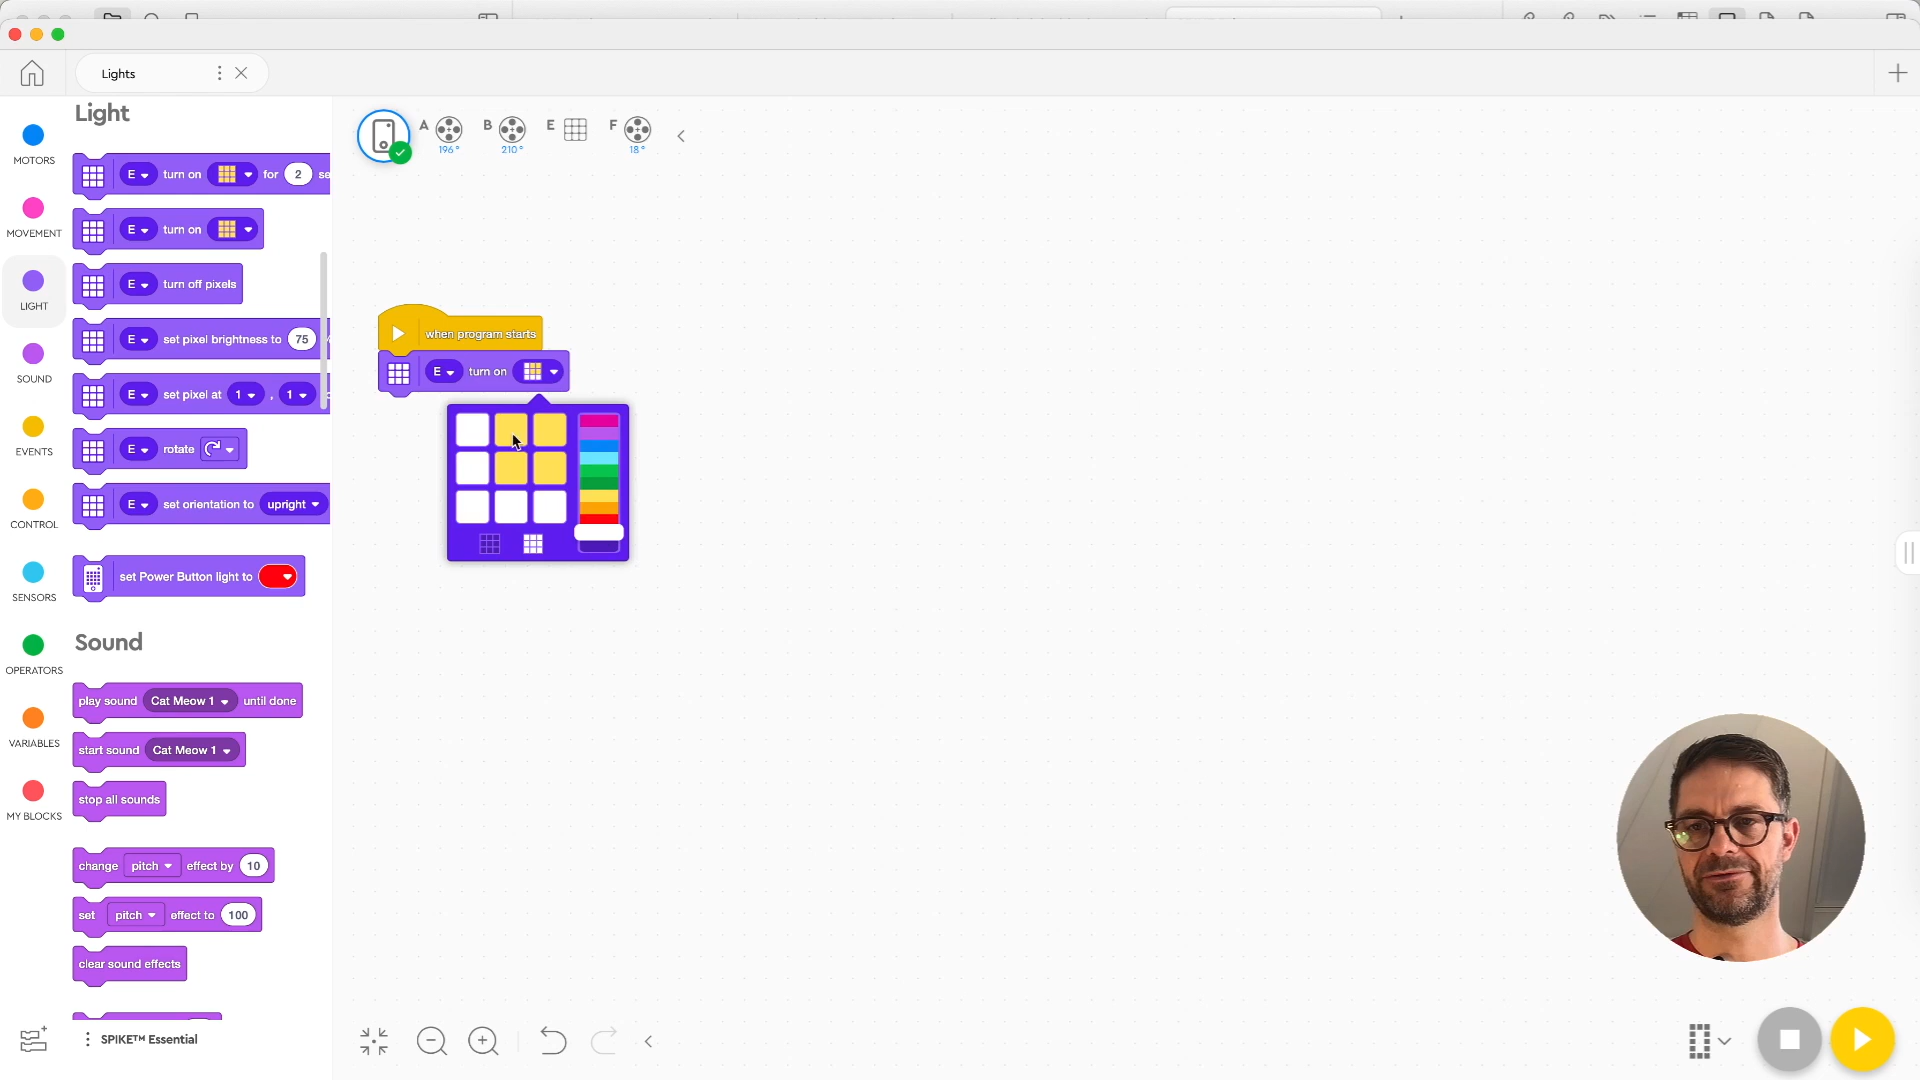 Lights
Light
MOTORS
MOVEMENT
LIGHT
SOUND
EVENTS
CONTROL
SENSORS
OPERATORS
VARIABLES
MY BLOCKS
E turn on for 2 se
E turn on
E turn off pixels
E set pixel brightness to 75
E set pixel at 1 , 1
E rotate
E set orientation to upright
set Power Button light to
Sound
play sound Cat Meow 1 until done
start sound Cat Meow 1
stop all sounds
change pitch effect by 10
set pitch effect to 100
clear sound effects
SPIKE™ Essential
A B E F
196° 210° 18°
when program starts
E turn on